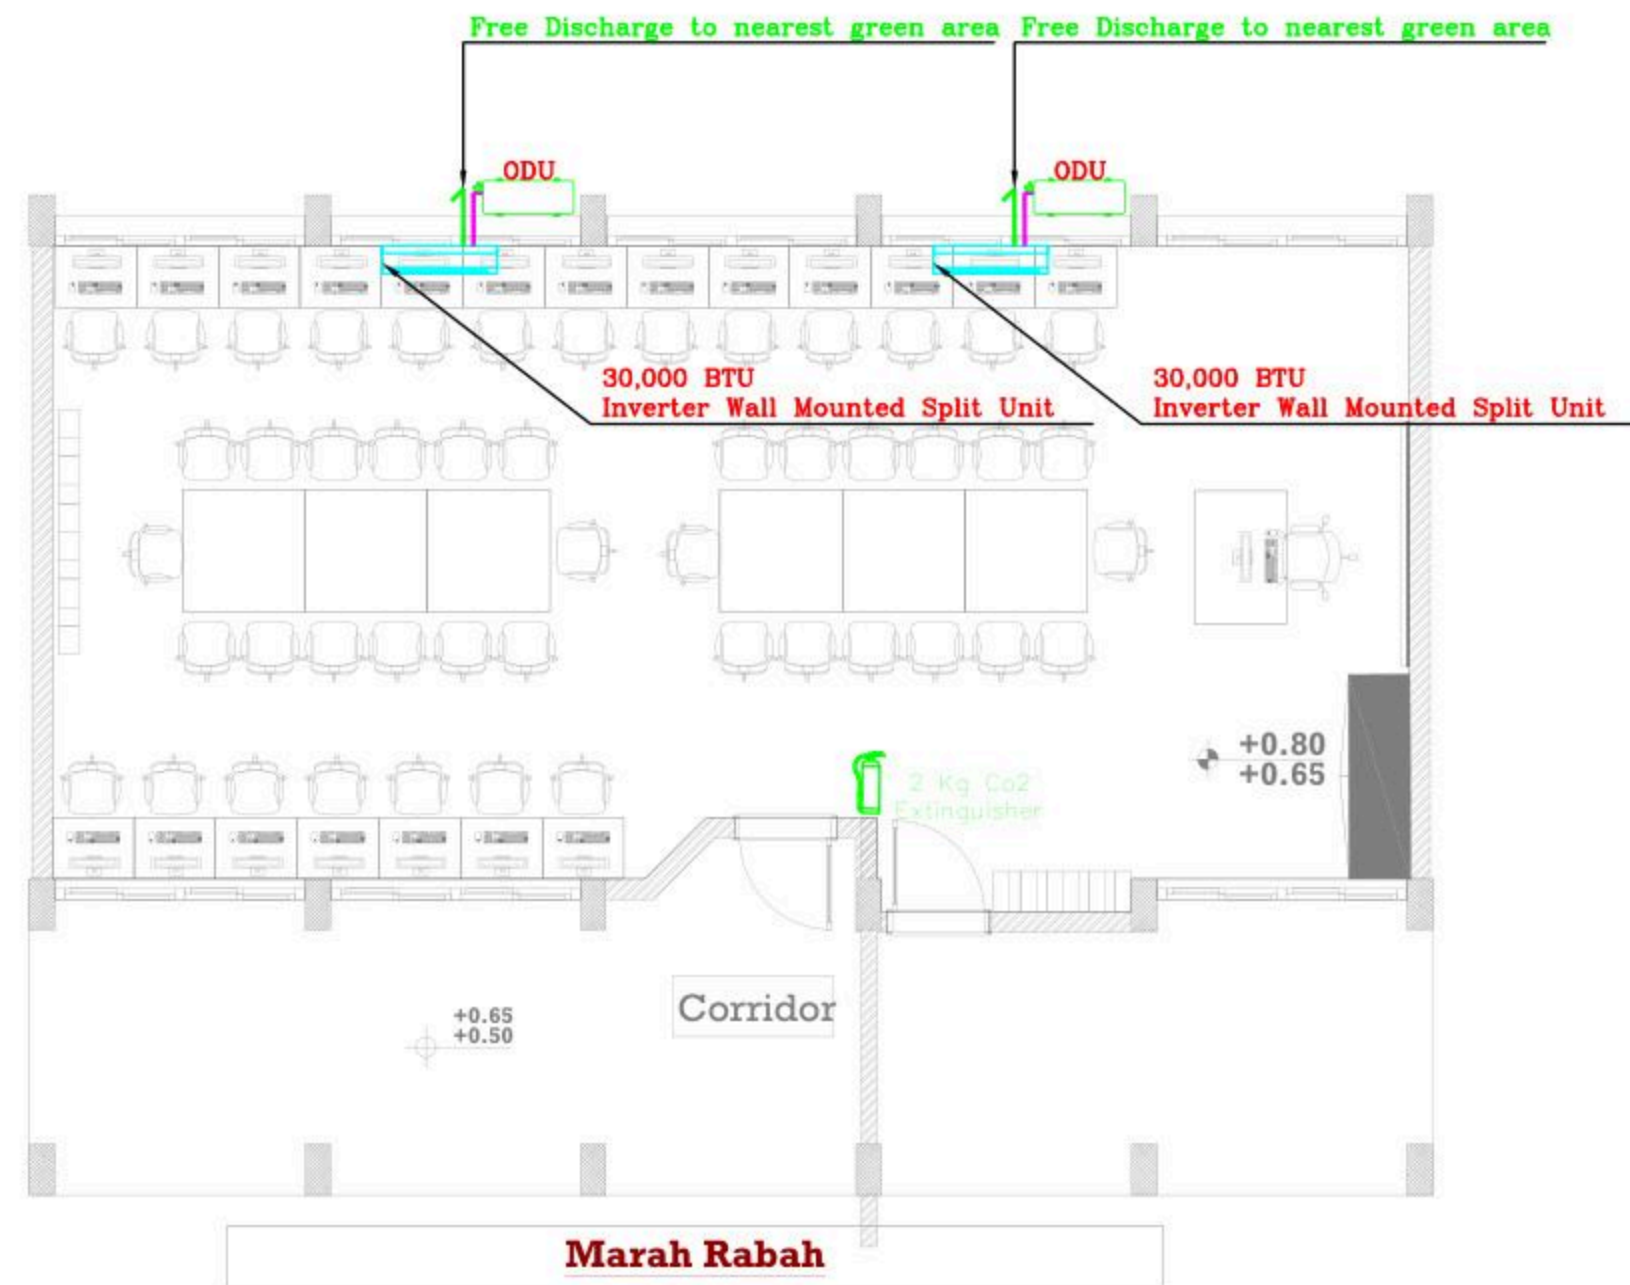 Free Discharge to nearest green area
Free Discharge to nearest green area
ODU
ODU
30,000 BTU
Inverter Wall Mounted Split Unit
30,000 BTU
Inverter Wall Mounted Split Unit
+0.80
+0.65
2 Kg Co2
Extinguisher
Corridor
+0.65
+0.50
Marah Rabah